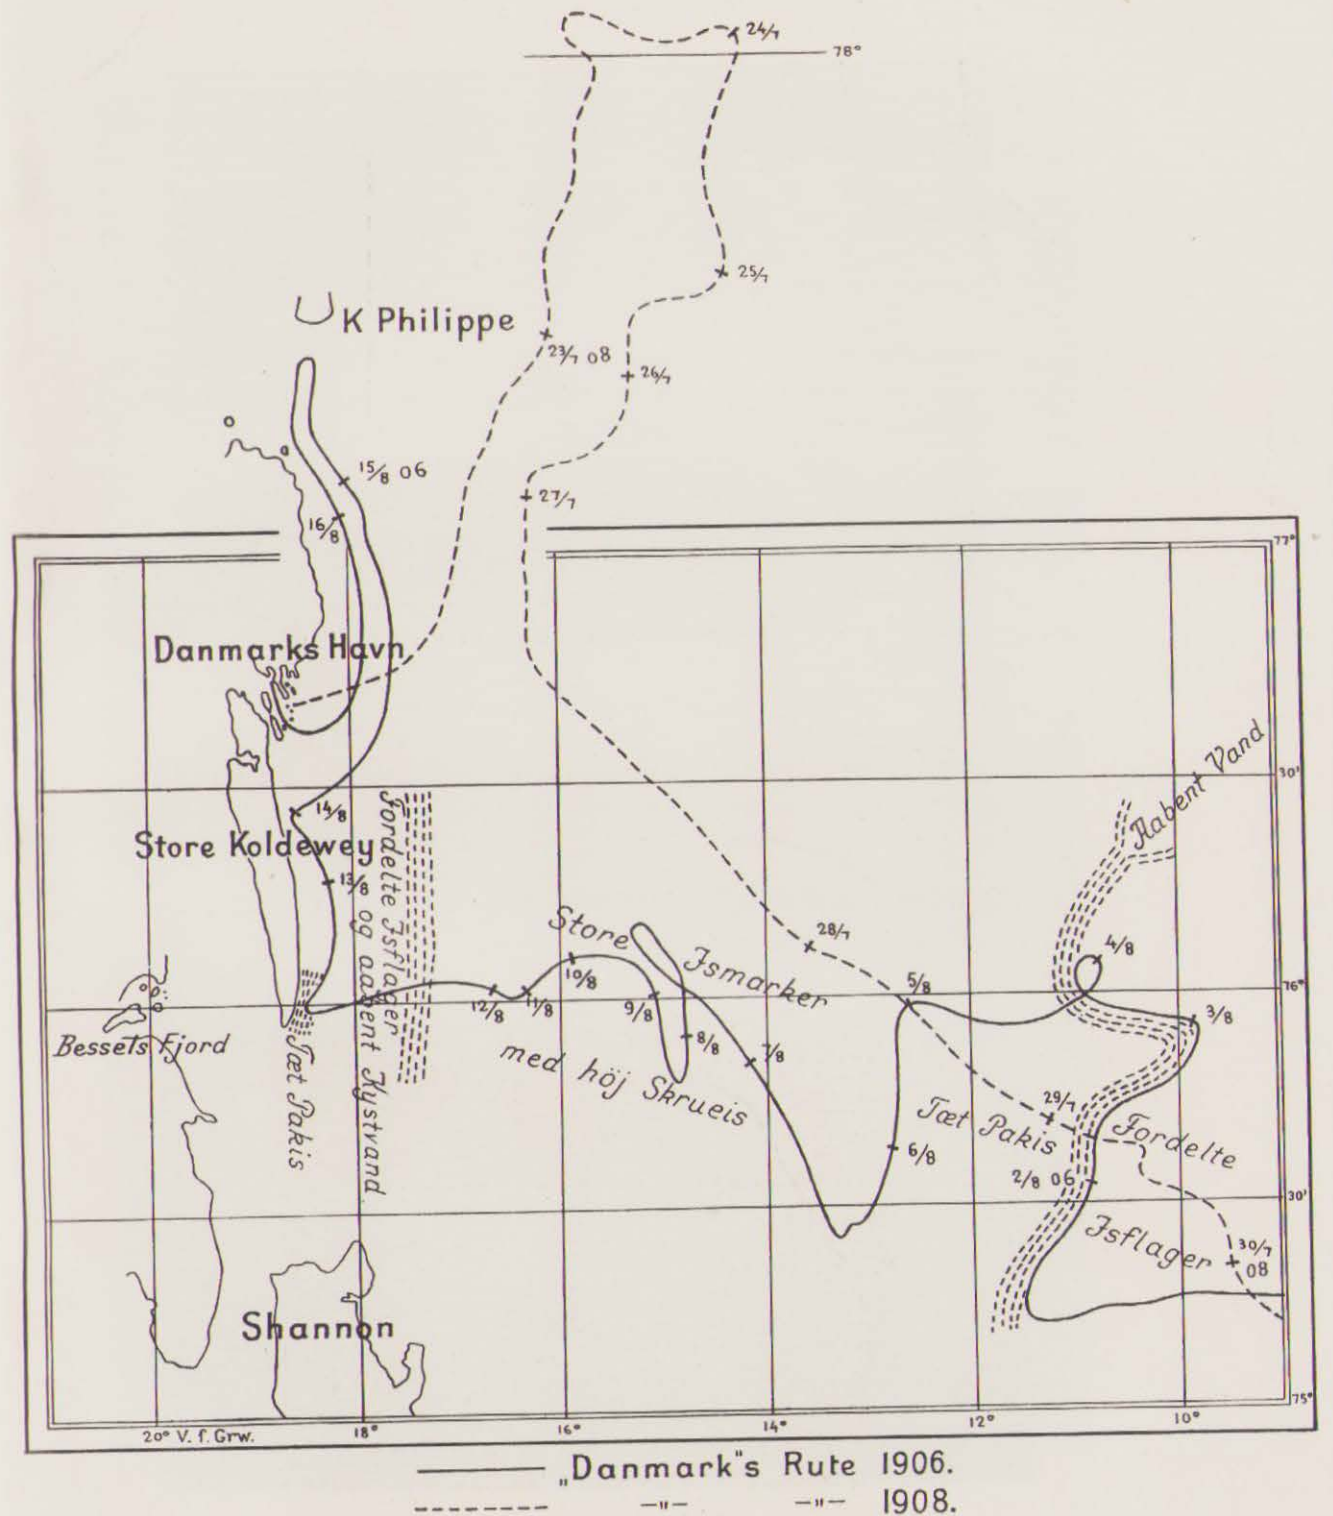 24/7
78°
25/7
K Philippe
23/7 08
26/7
15/8 06
27/7
16/8
77°
Danmarks Havn
Aabent Vand
30'
14/8
Store Koldewey
13/8
Fordelte Isflager
og aabent Kystvand
Store Ismarker
28/7
4/8
10/8
5/8
76°
12/8
11/8
9/8
3/8
Bessels Fjord
8/8
7/8
med höj Skrueis
Tæt Pakis
29/7
Tæt Pakis
Fordelte
6/8
2/8 06
30'
Isflager
30/7
08
Shannon
75°
20° V. f. Grw.
18°
16°
14°
12°
10°
„Danmark"s Rute 1906.
—"— —"— 1908.